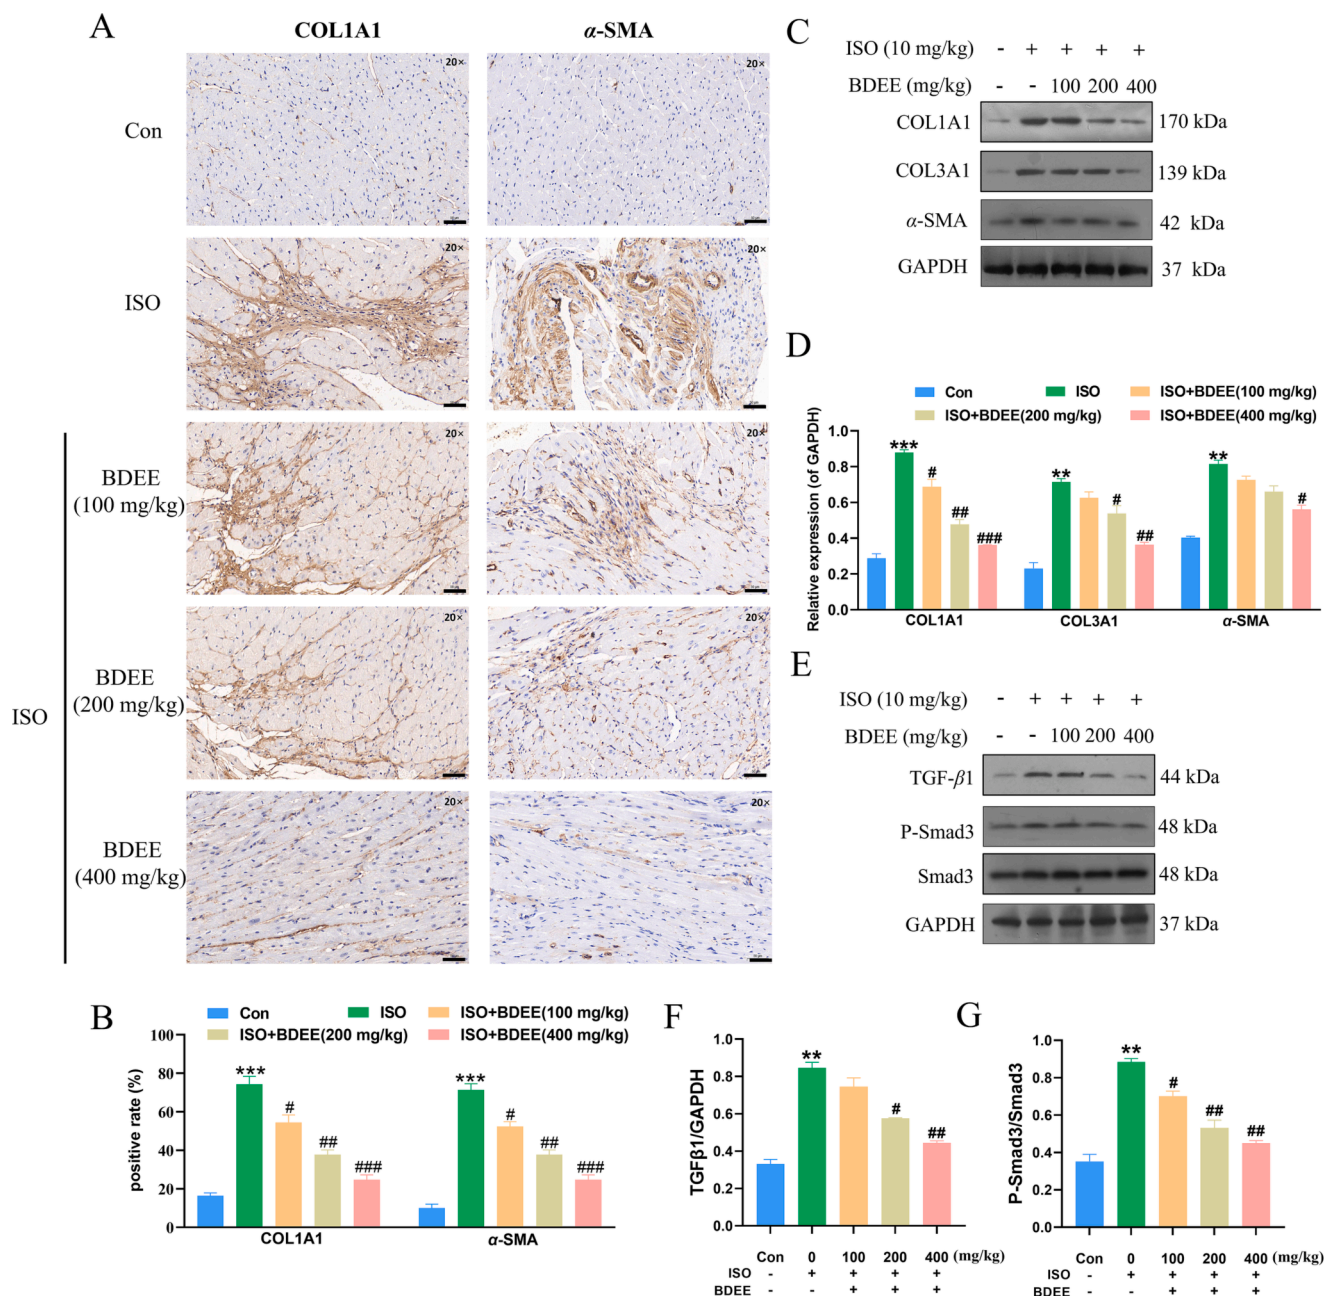 A
COL1A1
α-SMA
Con
20×
20×
ISO
20×
20×
ISO
BDEE
(100 mg/kg)
20×
20×
BDEE
(200 mg/kg)
20×
20×
BDEE
(400 mg/kg)
20×
20×
B
Con
ISO
ISO+BDEE(100 mg/kg)
ISO+BDEE(200 mg/kg)
ISO+BDEE(400 mg/kg)
positive rate (%)
100
80
60
40
20
0
*** # ## ###
*** # ## ###
COL1A1
α-SMA
C
ISO (10 mg/kg) - + + + +
BDEE (mg/kg) - - 100 200 400
COL1A1 170 kDa
COL3A1 139 kDa
α-SMA 42 kDa
GAPDH 37 kDa
D
Con
ISO
ISO+BDEE(100 mg/kg)
ISO+BDEE(200 mg/kg)
ISO+BDEE(400 mg/kg)
Relative expression (of GAPDH)
1.0
0.8
0.6
0.4
0.2
0.0
*** # ## ###
** # ##
** #
COL1A1
COL3A1
α-SMA
E
ISO (10 mg/kg) - + + + +
BDEE (mg/kg) - - 100 200 400
TGF-β1 44 kDa
P-Smad3 48 kDa
Smad3 48 kDa
GAPDH 37 kDa
F
TGFβ1/GAPDH
1.0
0.8
0.6
0.4
0.2
0.0
** # ##
Con 0 100 200 400 (mg/kg)
ISO - + + + +
BDEE - - + + +
G
P-Smad3/Smad3
1.0
0.8
0.6
0.4
0.2
0.0
** # ## ##
Con 0 100 200 400 (mg/kg)
ISO - + + + +
BDEE - - + + +